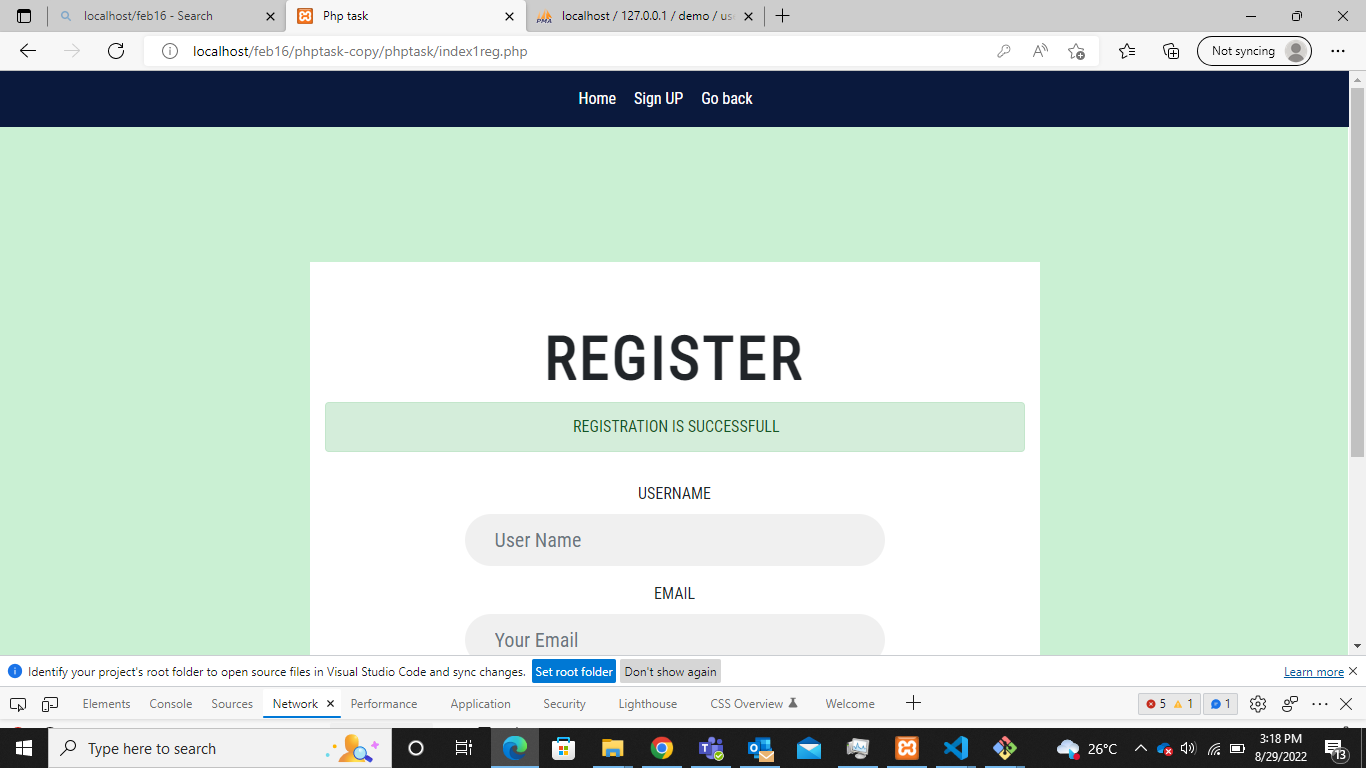 localhost/feb16 - Search
Php task
PMA
localhost / 127.0.0.1 / demo / us
localhost/feb16/phptask-copy/phptask/index1reg.php
Not syncing
Home Sign UP Go back
REGISTER
REGISTRATION IS SUCCESSFULL
USERNAME
User Name
EMAIL
Your Email
Identify your project's root folder to open source files in Visual Studio Code and sync changes. Set root folder Don't show again Learn more
Elements Console Sources Network Performance Application Security Lighthouse CSS Overview Welcome 5 1 1
Type here to search
26°C
3:18 PM
8/29/2022
13